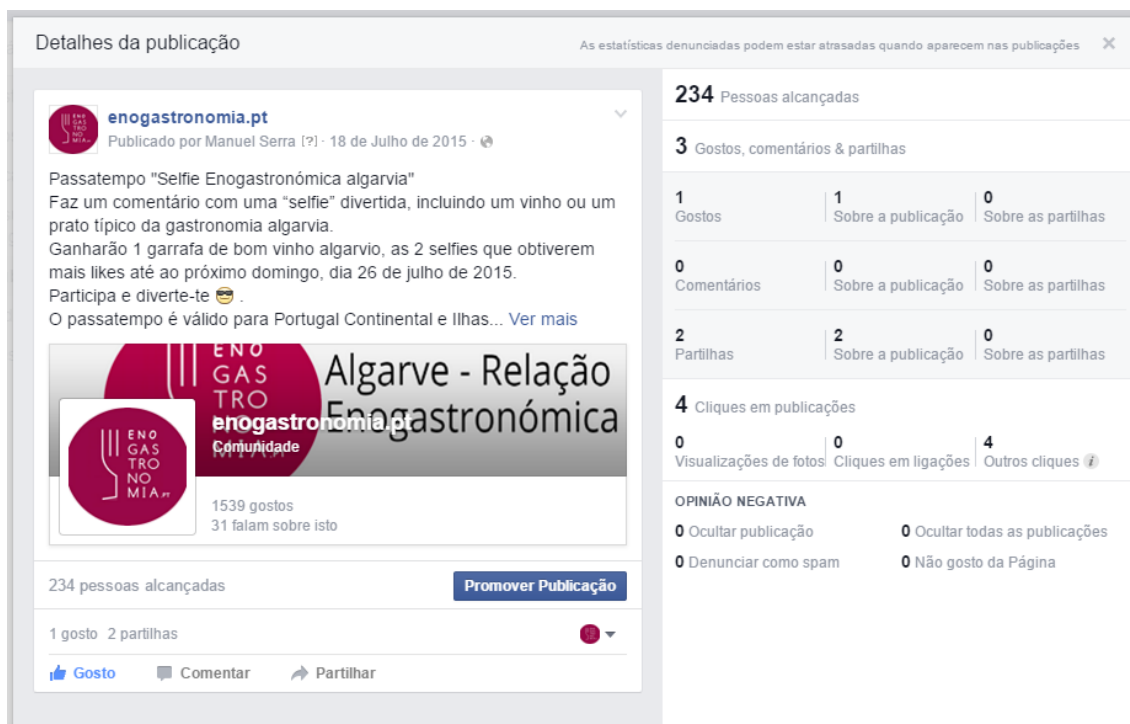 Detalhes da publicação
As estatísticas denunciadas podem estar atrasadas quando aparecem nas publicações
enogastronomia.pt
Publicado por Manuel Serra [?] · 18 de Julho de 2015 ·
Passatempo "Selfie Enogastronómica algarvia"
Faz um comentário com uma “selfie” divertida, incluindo um vinho ou um
prato típico da gastronomia algarvia.
Ganharão 1 garrafa de bom vinho algarvio, as 2 selfies que obtiverem
mais likes até ao próximo domingo, dia 26 de julho de 2015.
Participa e diverte-te 😎 .
O passatempo é válido para Portugal Continental e Ilhas... Ver mais
ENO
GAS
TRO
NO
MIA.PT
Algarve - Relação
Enogastronómica
enogastronomia.pt
Comunidade
ENO
GAS
TRO
NO
MIA.PT
1539 gostos
31 falam sobre isto
234 pessoas alcançadas
Promover Publicação
1 gosto 2 partilhas
Gosto Comentar Partilhar
234 Pessoas alcançadas
3 Gostos, comentários & partilhas
1 1 0
Gostos Sobre a publicação Sobre as partilhas
0 0 0
Comentários Sobre a publicação Sobre as partilhas
2 2 0
Partilhas Sobre a publicação Sobre as partilhas
4 Cliques em publicações
0 0 4
Visualizações de fotos Cliques em ligações Outros cliques i
OPINIÃO NEGATIVA
0 Ocultar publicação 0 Ocultar todas as publicações
0 Denunciar como spam 0 Não gosto da Página